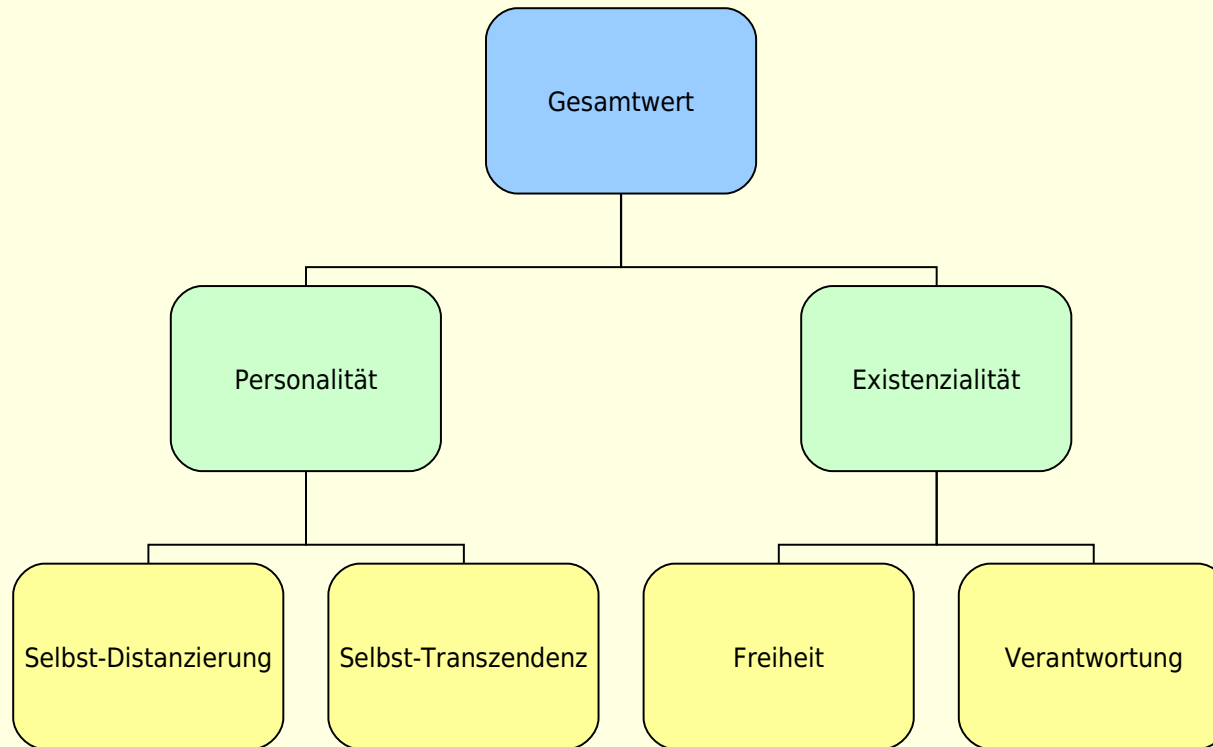 Gesamtwert
Personalität
Existenzialität
Selbst-Distanzierung
Selbst-Transzendenz
Freiheit
Verantwortung